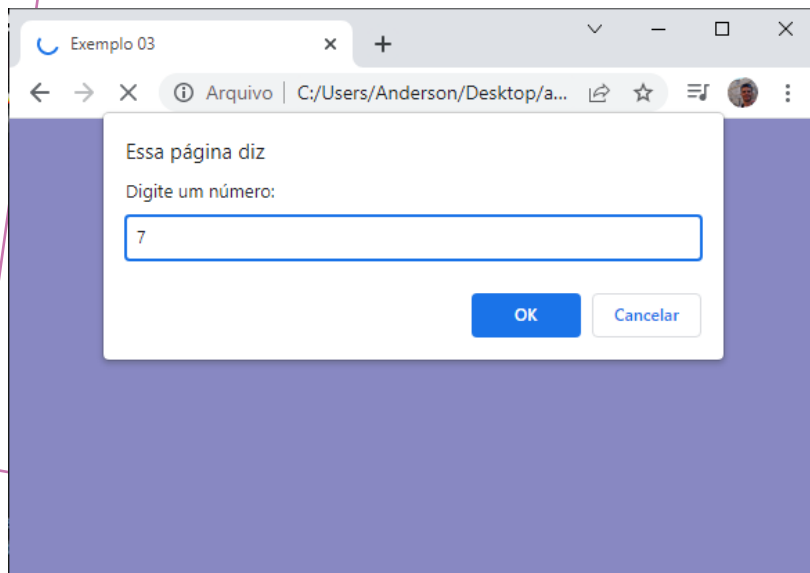 Exemplo 03
Arquivo | C:/Users/Anderson/Desktop/a...
Essa página diz
Digite um número:
7
OK Cancelar